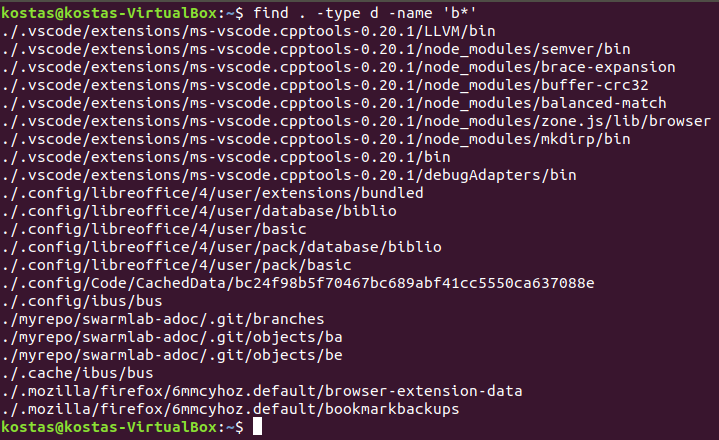 kostas@kostas-VirtualBox:~$ find . -type d -name 'b*'
./.vscode/extensions/ms-vscode.cpptools-0.20.1/LLVM/bin
./.vscode/extensions/ms-vscode.cpptools-0.20.1/node_modules/semver/bin
./.vscode/extensions/ms-vscode.cpptools-0.20.1/node_modules/brace-expansion
./.vscode/extensions/ms-vscode.cpptools-0.20.1/node_modules/buffer-crc32
./.vscode/extensions/ms-vscode.cpptools-0.20.1/node_modules/balanced-match
./.vscode/extensions/ms-vscode.cpptools-0.20.1/node_modules/zone.js/lib/browser
./.vscode/extensions/ms-vscode.cpptools-0.20.1/node_modules/mkdirp/bin
./.vscode/extensions/ms-vscode.cpptools-0.20.1/bin
./.vscode/extensions/ms-vscode.cpptools-0.20.1/debugAdapters/bin
./.config/libreoffice/4/user/extensions/bundled
./.config/libreoffice/4/user/database/biblio
./.config/libreoffice/4/user/basic
./.config/libreoffice/4/user/pack/database/biblio
./.config/libreoffice/4/user/pack/basic
./.config/Code/CachedData/bc24f98b5f70467bc689abf41cc5550ca637088e
./.config/ibus/bus
./myrepo/swarmlab-adoc/.git/branches
./myrepo/swarmlab-adoc/.git/objects/ba
./myrepo/swarmlab-adoc/.git/objects/be
./.cache/ibus/bus
./.mozilla/firefox/6mmcyhoz.default/browser-extension-data
./.mozilla/firefox/6mmcyhoz.default/bookmarkbackups
kostas@kostas-VirtualBox:~$